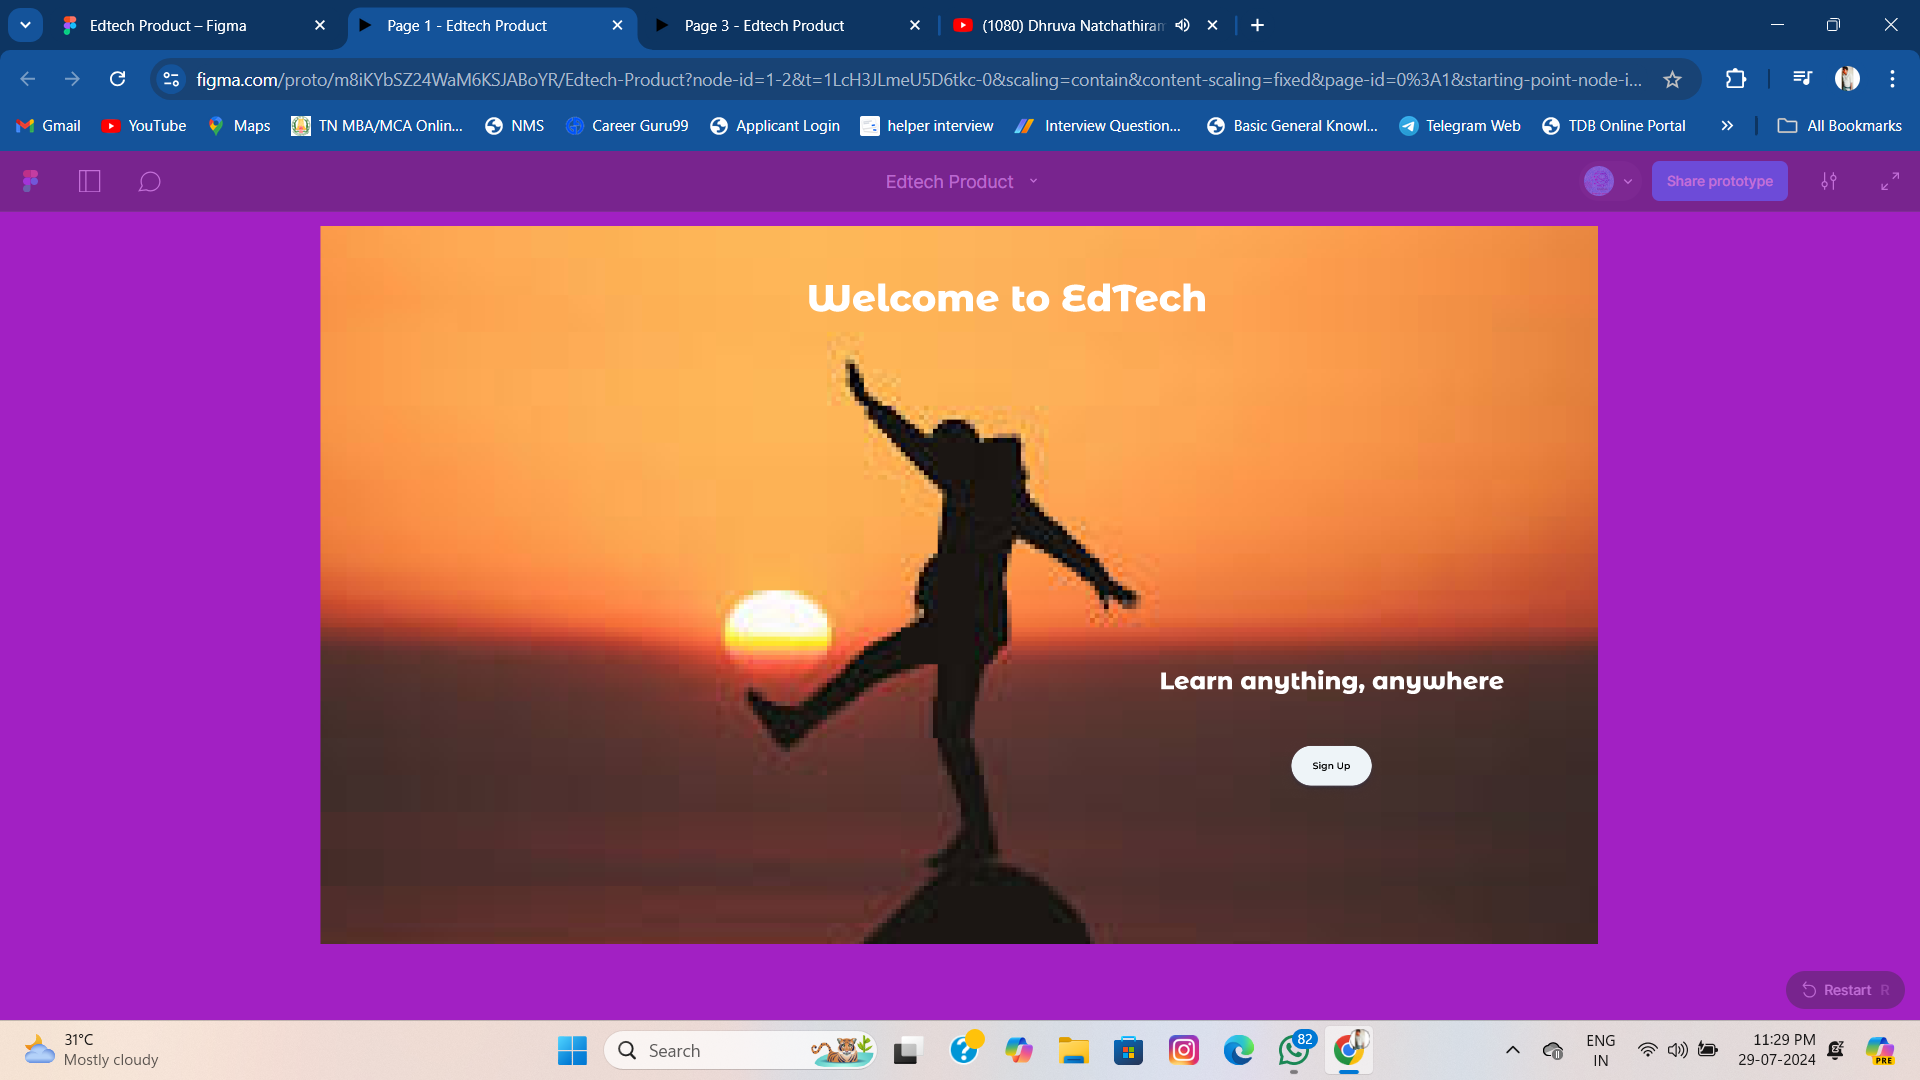 Edtech Product – Figma
Page 1 - Edtech Product
Page 3 - Edtech Product
(1080) Dhruva Natchathiram
figma.com/proto/m8iKYbSZ24WaM6KSJABoYR/Edtech-Product?node-id=1-2&t=1LcH3JLmeU5D6tkc-0&scaling=contain&content-scaling=fixed&page-id=0%3A1&starting-point-node-i...
Gmail
YouTube
Maps
TN MBA/MCA Onlin...
NMS
Career Guru99
Applicant Login
helper interview
Interview Question...
Basic General Knowl...
Telegram Web
TDB Online Portal
All Bookmarks
Edtech Product
Share prototype
Welcome to EdTech
Learn anything, anywhere
Sign Up
Restart R
31°C
Mostly cloudy
Search
PRE
82
ENG
IN
11:29 PM
29-07-2024